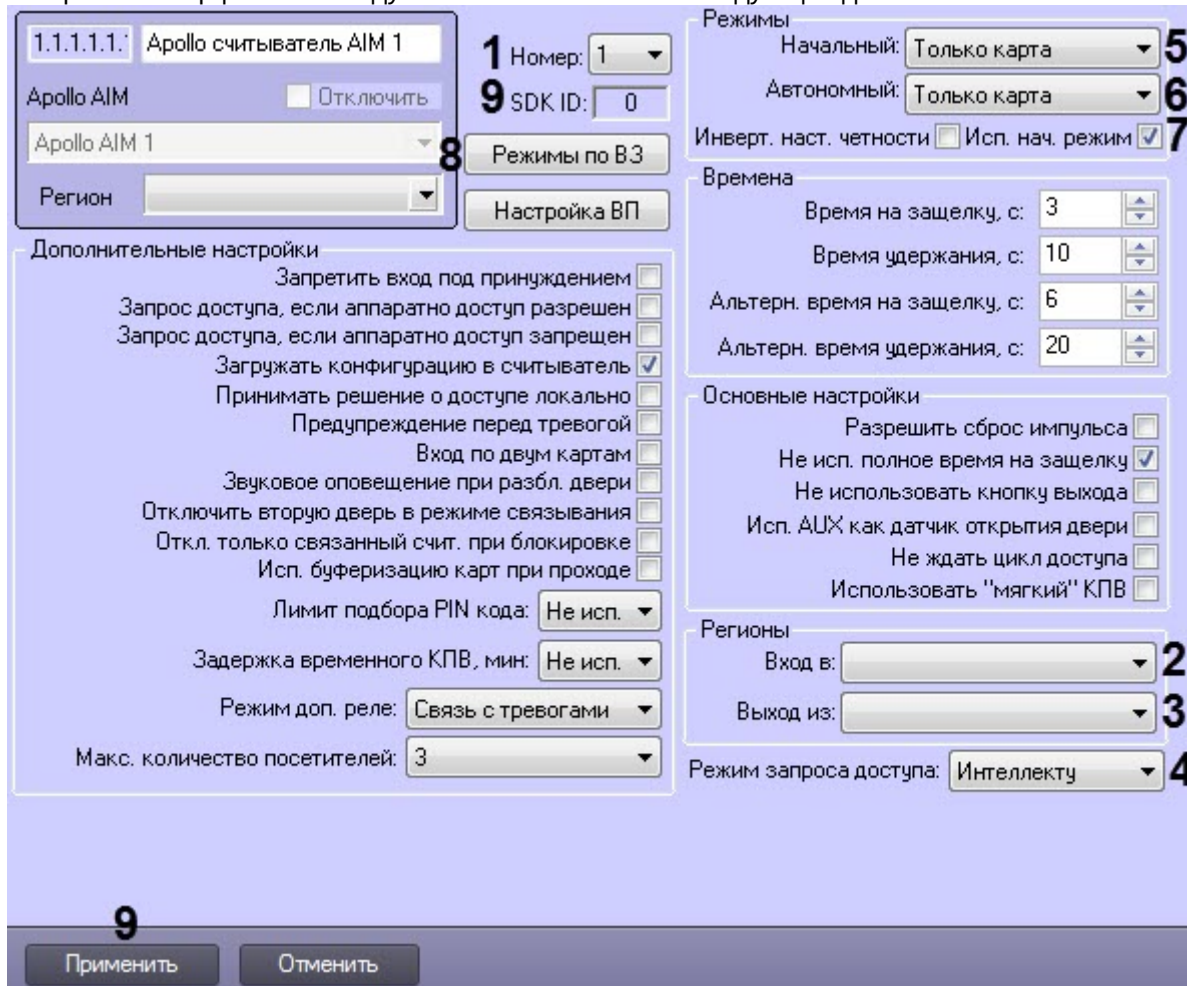 1.1.1.1.1. Apollo считыватель AIM 1
Apollo AIM Отключить
Apollo AIM 1
Регион
1 Номер: 1
9 SDK ID: 0
8 Режимы по ВЗ
Настройка ВП
Режимы
Начальный: Только карта 5
Автономный: Только карта 6
Инверт. наст. четности Исп. нач. режим 7
Времена
Время на защелку, с: 3
Время удержания, с: 10
Альтерн. время на защелку, с: 6
Альтерн. время удержания, с: 20
Дополнительные настройки
Запретить вход под принуждением
Запрос доступа, если аппаратно доступ разрешен
Запрос доступа, если аппаратно доступ запрещен
Загружать конфигурацию в считыватель
Принимать решение о доступе локально
Предупреждение перед тревогой
Вход по двум картам
Звуковое оповещение при разбл. двери
Отключить вторую дверь в режиме связывания
Откл. только связанный счит. при блокировке
Исп. буферизацию карт при проходе
Лимит подбора PIN кода: Не исп.
Задержка временного КПВ, мин: Не исп.
Режим доп. реле: Связь с тревогами
Макс. количество посетителей: 3
Основные настройки
Разрешить сброс импульса
Не исп. полное время на защелку
Не использовать кнопку выхода
Исп. AUX как датчик открытия двери
Не ждать цикл доступа
Использовать "мягкий" КПВ
Регионы
Вход в: 2
Выход из: 3
Режим запроса доступа: Интеллекту 4
9
Применить Отменить